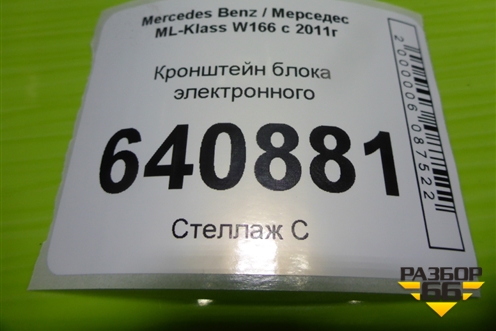 Mercedes Benz / Мерседес
ML-Klass W166 с 2011г
Кронштейн блока
электронного
640881
Стеллаж С
2000006087522
РАЗБОР
66